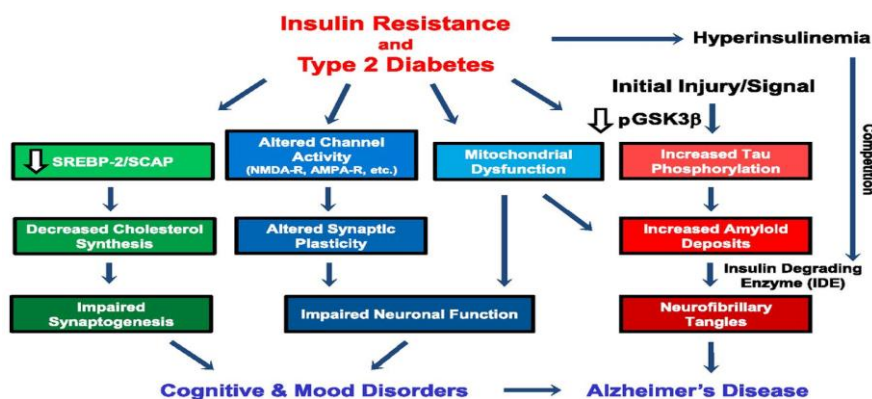 Insulin Resistance
and
Type 2 Diabetes
Hyperinsulinemia
Initial Injury/Signal
pGSK3β
Competition
SREBP-2/SCAP
Altered Channel
Activity
(NMDA-R, AMPA-R, etc.)
Mitochondrial
Dysfunction
Increased Tau
Phosphorylation
Decreased Cholesterol
Synthesis
Altered Synaptic
Plasticity
Increased Amyloid
Deposits
Insulin Degrading
Enzyme (IDE)
Impaired
Synaptogenesis
Impaired Neuronal Function
Neurofibrillary
Tangles
Cognitive & Mood Disorders
Alzheimer's Disease